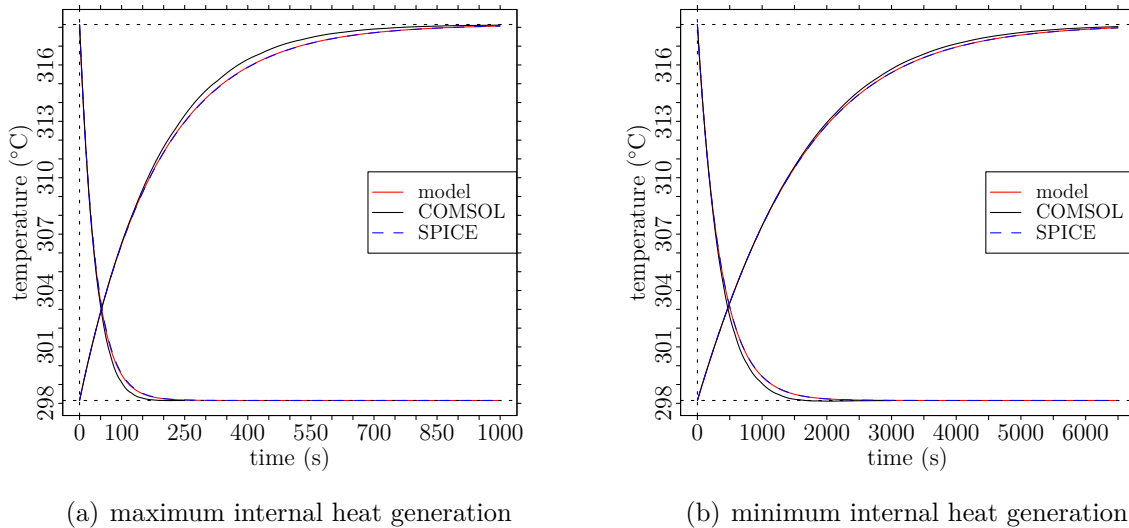 temperature (°C)
316
313
310
307
304
301
298
model
COMSOL
SPICE
0 100 250 400 550 700 850 1000
time (s)
(a) maximum internal heat generation
temperature (°C)
316
313
310
307
304
301
298
model
COMSOL
SPICE
0 1000 2000 3000 4000 5000 6000
time (s)
(b) minimum internal heat generation